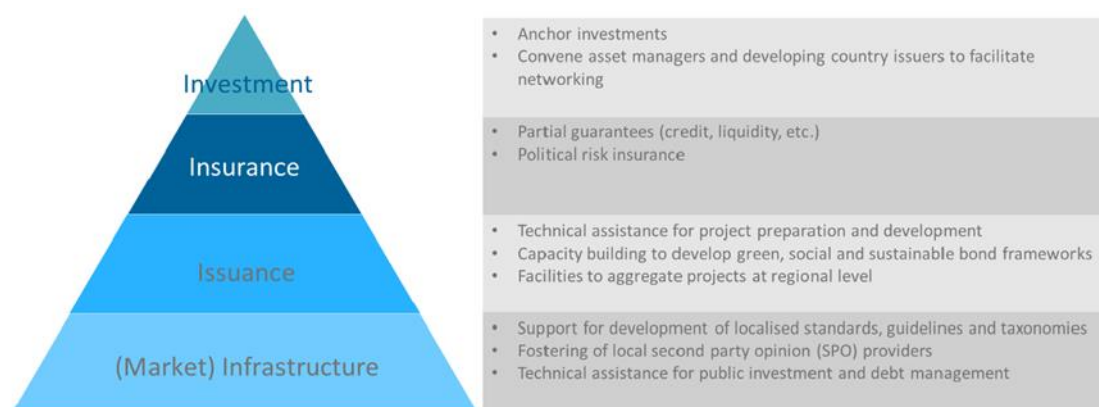 Investment
• Anchor investments
• Convene asset managers and developing country issuers to facilitate
networking
Insurance
• Partial guarantees (credit, liquidity, etc.)
• Political risk insurance
Issuance
• Technical assistance for project preparation and development
• Capacity building to develop green, social and sustainable bond frameworks
• Facilities to aggregate projects at regional level
(Market) Infrastructure
• Support for development of localised standards, guidelines and taxonomies
• Fostering of local second party opinion (SPO) providers
• Technical assistance for public investment and debt management